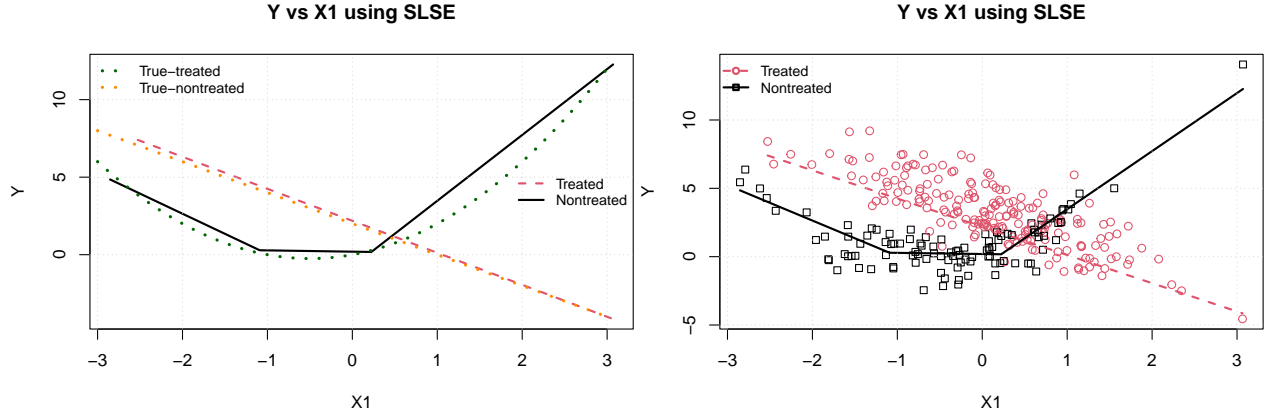 Y vs X1 using SLSE
True−treated
True−nontreated
Treated
Nontreated
10
5
0
Y
−3 −2 −1 0 1 2 3
X1
Y vs X1 using SLSE
Treated
Nontreated
10
5
0
−5
Y
−3 −2 −1 0 1 2 3
X1